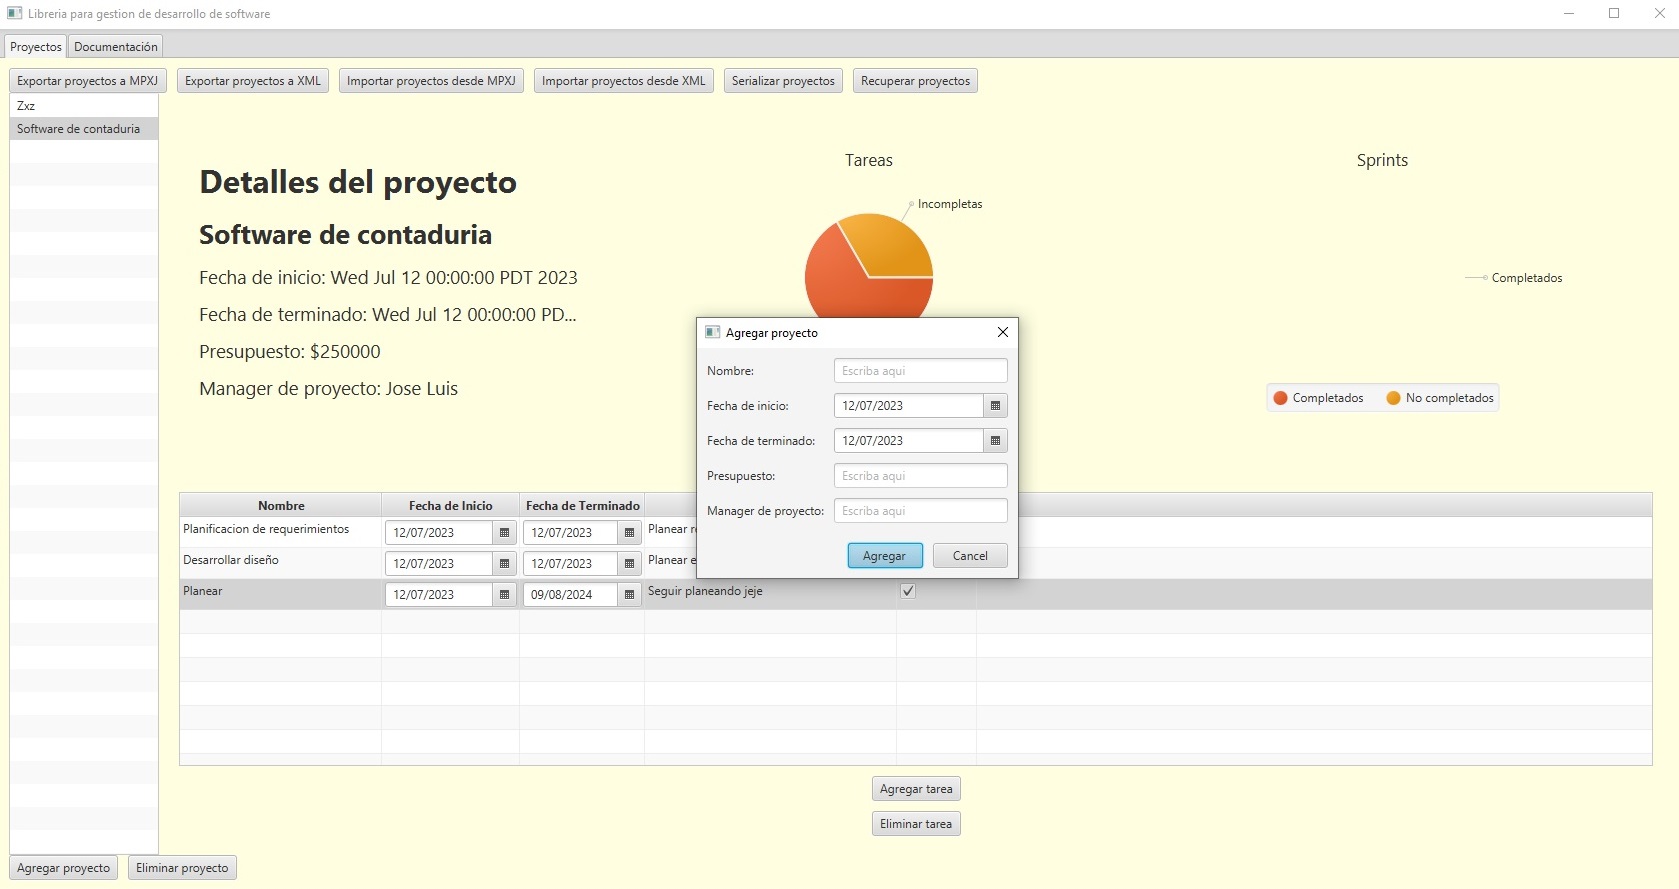 Libreria para gestion de desarrollo de software
Proyectos Documentación
Exportar proyectos a MPXJ Exportar proyectos a XML Importar proyectos desde MPXJ Importar proyectos desde XML Serializar proyectos Recuperar proyectos
Zxz
Software de contaduria
Detalles del proyecto
Software de contaduria
Fecha de inicio: Wed Jul 12 00:00:00 PDT 2023
Fecha de terminado: Wed Jul 12 00:00:00 PD...
Presupuesto: $250000
Manager de proyecto: Jose Luis
Tareas
Incompletas
Sprints
Completados
Completados No completados
Agregar proyecto
Nombre: Escriba aqui
Fecha de inicio: 12/07/2023
Fecha de terminado: 12/07/2023
Presupuesto: Escriba aqui
Manager de proyecto: Escriba aqui
Agregar Cancel
Nombre Fecha de Inicio Fecha de Terminado
Planificacion de requerimientos 12/07/2023 12/07/2023 Planear
Desarrollar diseño 12/07/2023 12/07/2023 Planear
Planear 12/07/2023 09/08/2024 Seguir planeando jeje
Agregar tarea
Eliminar tarea
Agregar proyecto Eliminar proyecto